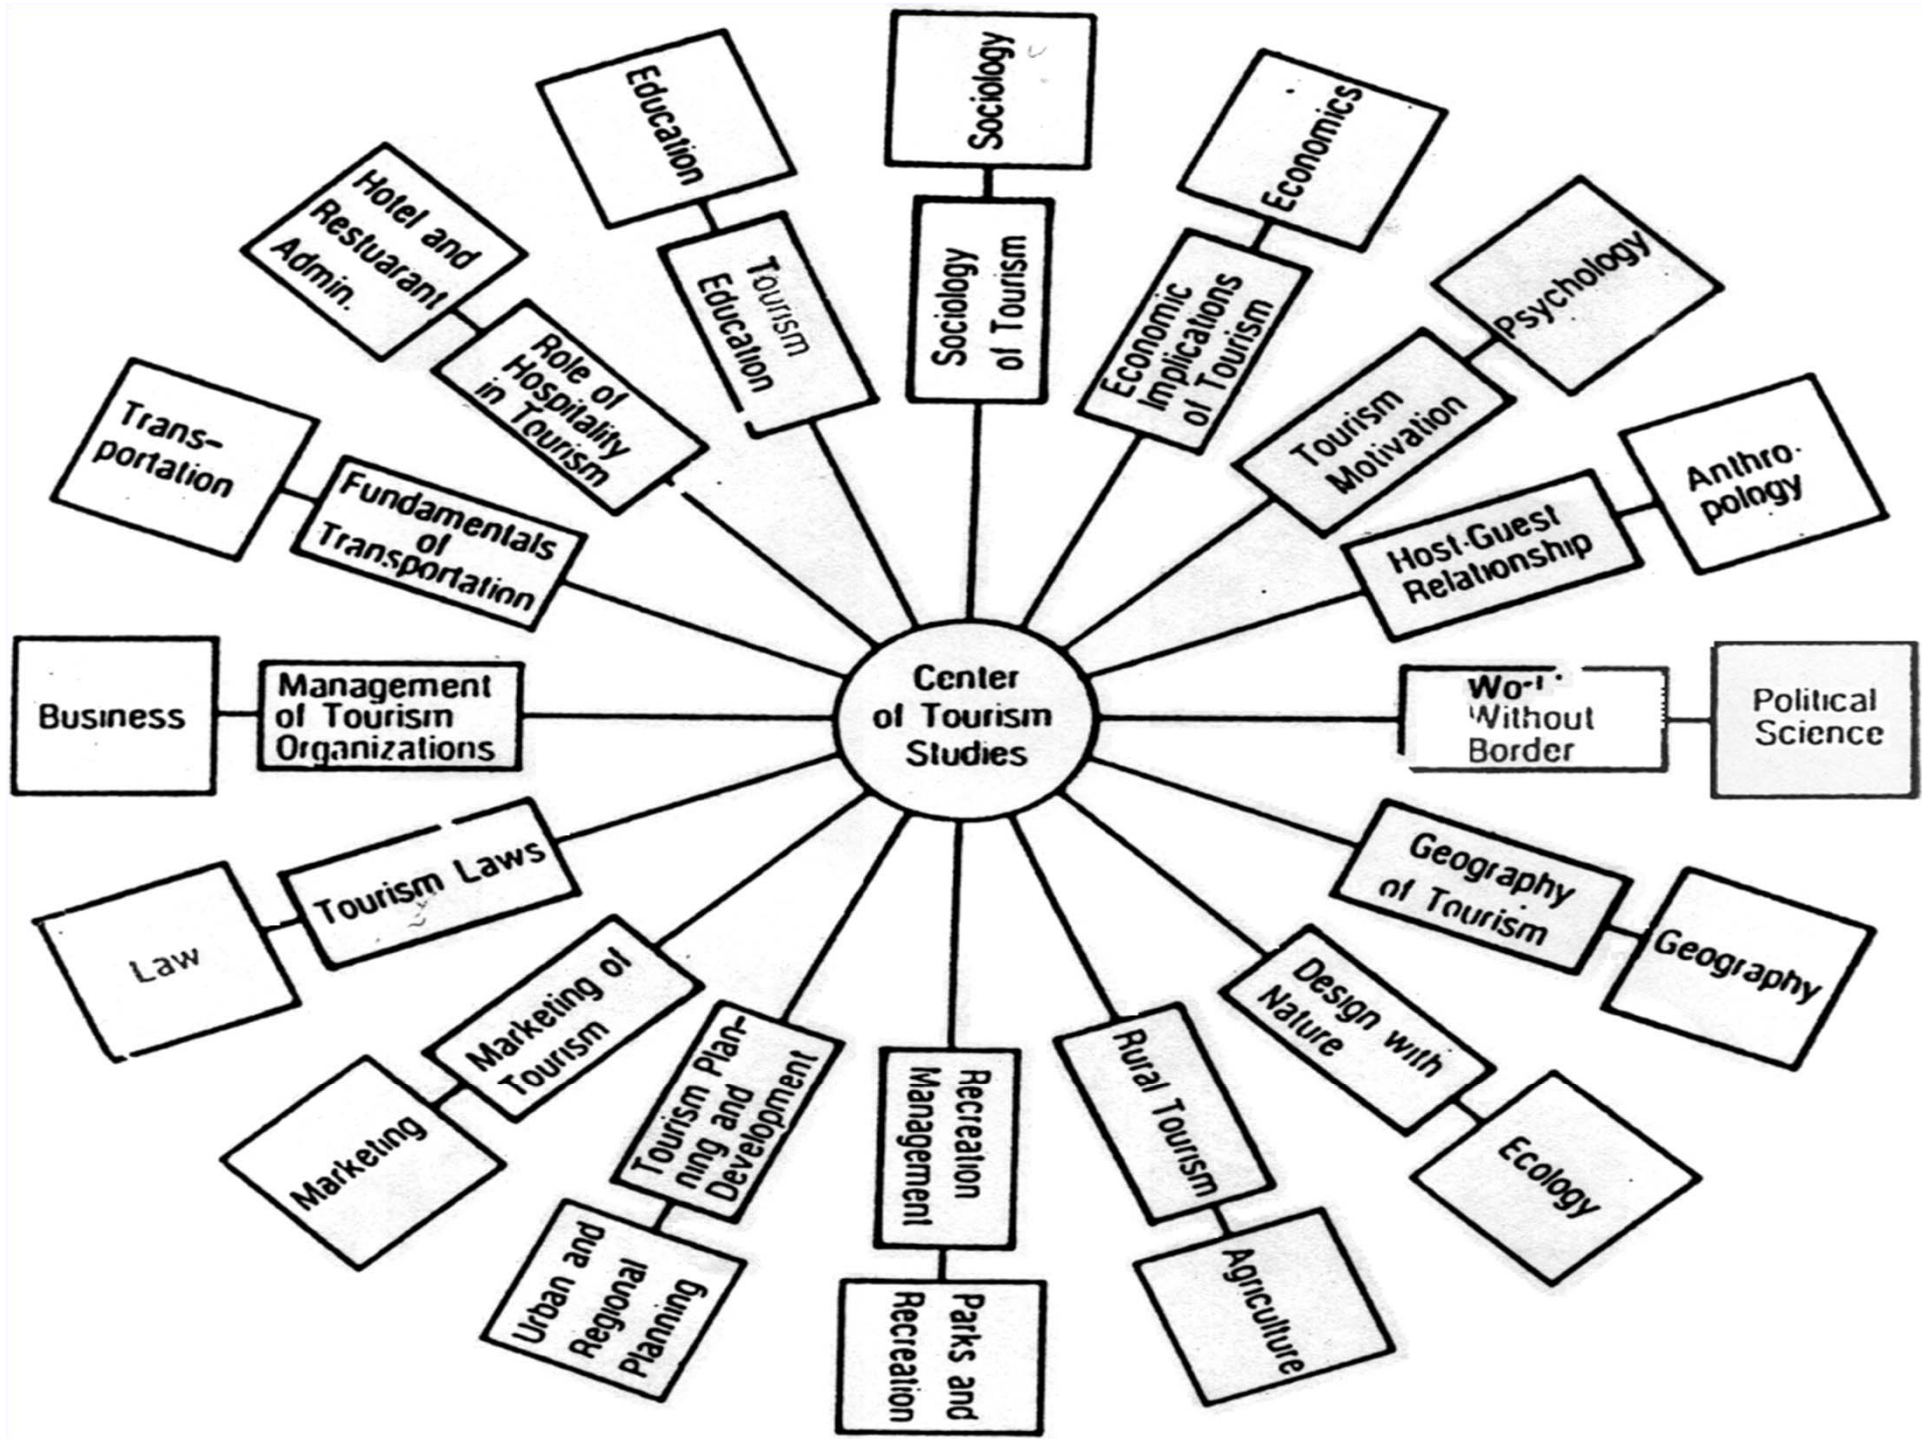 Center
of Tourism
Studies
Sociology
Sociology
of Tourism
Economics
Economic
Implications
of Tourism
Psychology
Tourism
Motivation
Anthro-
pology
Host-Guest
Relationship
Political
Science
Without
Border
Geography
Geography
of Tourism
Ecology
Design with
Nature
Agriculture
Rural Tourism
Parks and
Recreation
Recreation
Management
Urban and
Regional
Planning
Tourism Plan-
ning and
Development
Marketing
Marketing of
Tourism
Law
Tourism Laws
Business
Management
of Tourism
Organizations
Trans-
portation
Fundamentals
of
Transportation
Hotel and
Restuarant
Admin.
Role of
Hospitality
in Tourism
Education
Tourism
Education